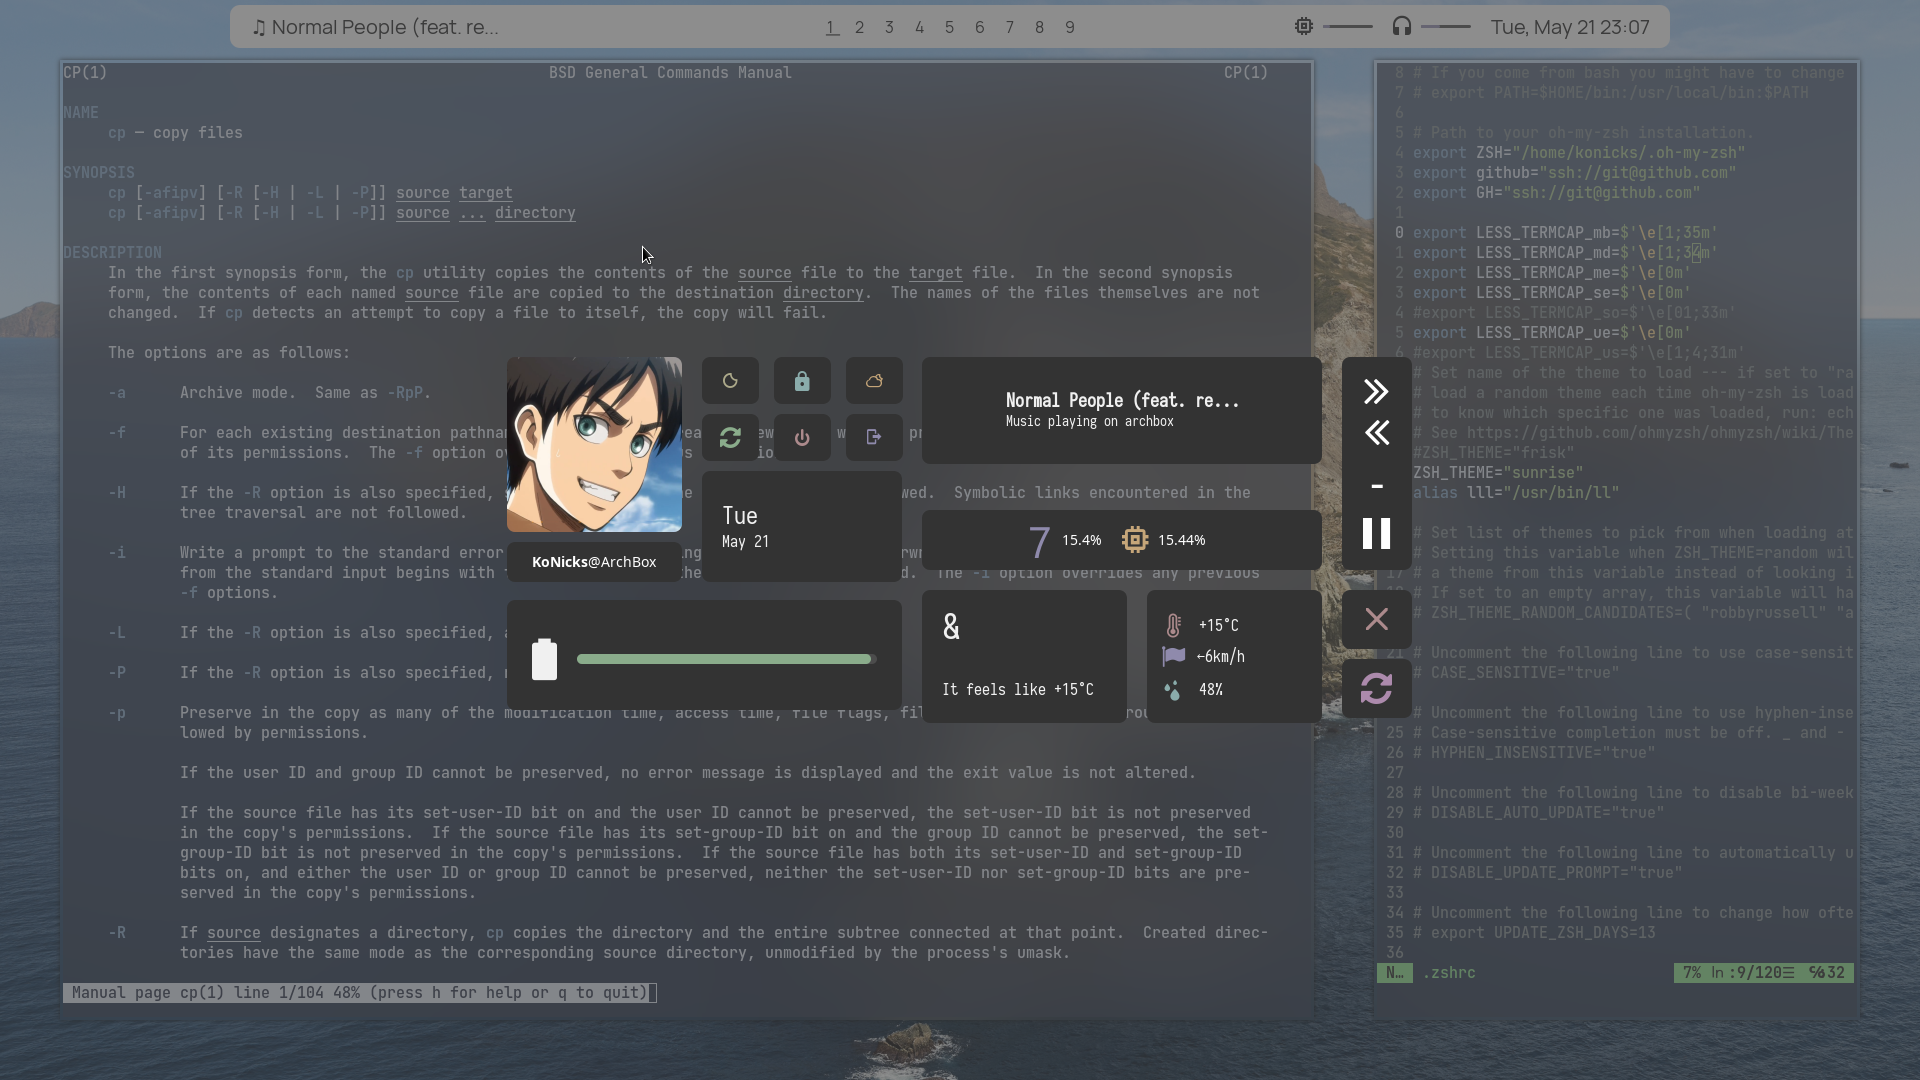 ♫ Normal People (feat. re...
1 2 3 4 5 6 7 8 9
Tue, May 21 23:07
CP(1) BSD General Commands Manual CP(1)
NAME
cp — copy files
SYNOPSIS
cp [-afipv] [-R [-H | -L | -P]] source target
cp [-afipv] [-R [-H | -L | -P]] source ... directory
DESCRIPTION
In the first synopsis form, the cp utility copies the contents of the source file to the target file. In the second synopsis
form, the contents of each named source file are copied to the destination directory. The names of the files themselves are not
changed. If cp detects an attempt to copy a file to itself, the copy will fail.
The options are as follows:
-a Archive mode. Same as -RpP.
-f For each existing destination pathna
of its permissions. The -f option
-H If the -R option is also specified, wed. Symbolic links encountered in the
tree traversal are not followed.
-i Write a prompt to the standard error
from the standard input begins with d. The -i option overrides any previous
-f options.
-L If the -R option is also specified,
-P If the -R option is also specified,
-p Preserve in the copy as many of the modification time, access time, file flags,
lowed by permissions.
If the user ID and group ID cannot be preserved, no error message is displayed and the exit value is not altered.
If the source file has its set-user-ID bit on and the user ID cannot be preserved, the set-user-ID bit is not preserved
in the copy's permissions. If the source file has its set-group-ID bit on and the group ID cannot be preserved, the set-
group-ID bit is not preserved in the copy's permissions. If the source file has both its set-user-ID and set-group-ID
bits on, and either the user ID or group ID cannot be preserved, neither the set-user-ID nor set-group-ID bits are pre-
served in the copy's permissions.
-R If source designates a directory, cp copies the directory and the entire subtree connected at that point. Created direc-
tories have the same mode as the corresponding source directory, unmodified by the process's umask.
Manual page cp(1) line 1/104 48% (press h for help or q to quit)
KoNicks@ArchBox
Tue
May 21
Normal People (feat. re...
Music playing on archbox
-
7 15.4% 15.44%
&
It feels like +15°C
+15°C
←6km/h
48%
8 # If you come from bash you might have to change
7 # export PATH=$HOME/bin:/usr/local/bin:$PATH
6
5 # Path to your oh-my-zsh installation.
4 export ZSH="/home/konicks/.oh-my-zsh"
3 export github="ssh://git@github.com"
2 export GH="ssh://git@github.com"
1
0 export LESS_TERMCAP_mb=$'\e[1;35m'
1 export LESS_TERMCAP_md=$'\e[1;34m'
2 export LESS_TERMCAP_me=$'\e[0m'
3 export LESS_TERMCAP_se=$'\e[0m'
4 #export LESS_TERMCAP_so=$'\e[01;33m'
5 export LESS_TERMCAP_ue=$'\e[0m'
6 #export LESS_TERMCAP_us=$'\e[1;4;31m'
# Set name of the theme to load --- if set to "ra
# load a random theme each time oh-my-zsh is load
# to know which specific one was loaded, run: ech
# See https://github.com/ohmyzsh/ohmyzsh/wiki/The
#ZSH_THEME="frisk"
ZSH_THEME="sunrise"
alias lll="/usr/bin/ll"
# Set list of themes to pick from when loading at
# Setting this variable when ZSH_THEME=random wil
17 # a theme from this variable instead of looking i
# If set to an empty array, this variable will ha
# ZSH_THEME_RANDOM_CANDIDATES=( "robbyrussell" "a
21 # Uncomment the following line to use case-sensit
# CASE_SENSITIVE="true"
# Uncomment the following line to use hyphen-inse
25 # Case-sensitive completion must be off. _ and -
26 # HYPHEN_INSENSITIVE="true"
27
28 # Uncomment the following line to disable bi-week
29 # DISABLE_AUTO_UPDATE="true"
30
31 # Uncomment the following line to automatically u
32 # DISABLE_UPDATE_PROMPT="true"
33
34 # Uncomment the following line to change how ofte
35 # export UPDATE_ZSH_DAYS=13
36
N… .zshrc 7% ln :9/120☰ ℅32